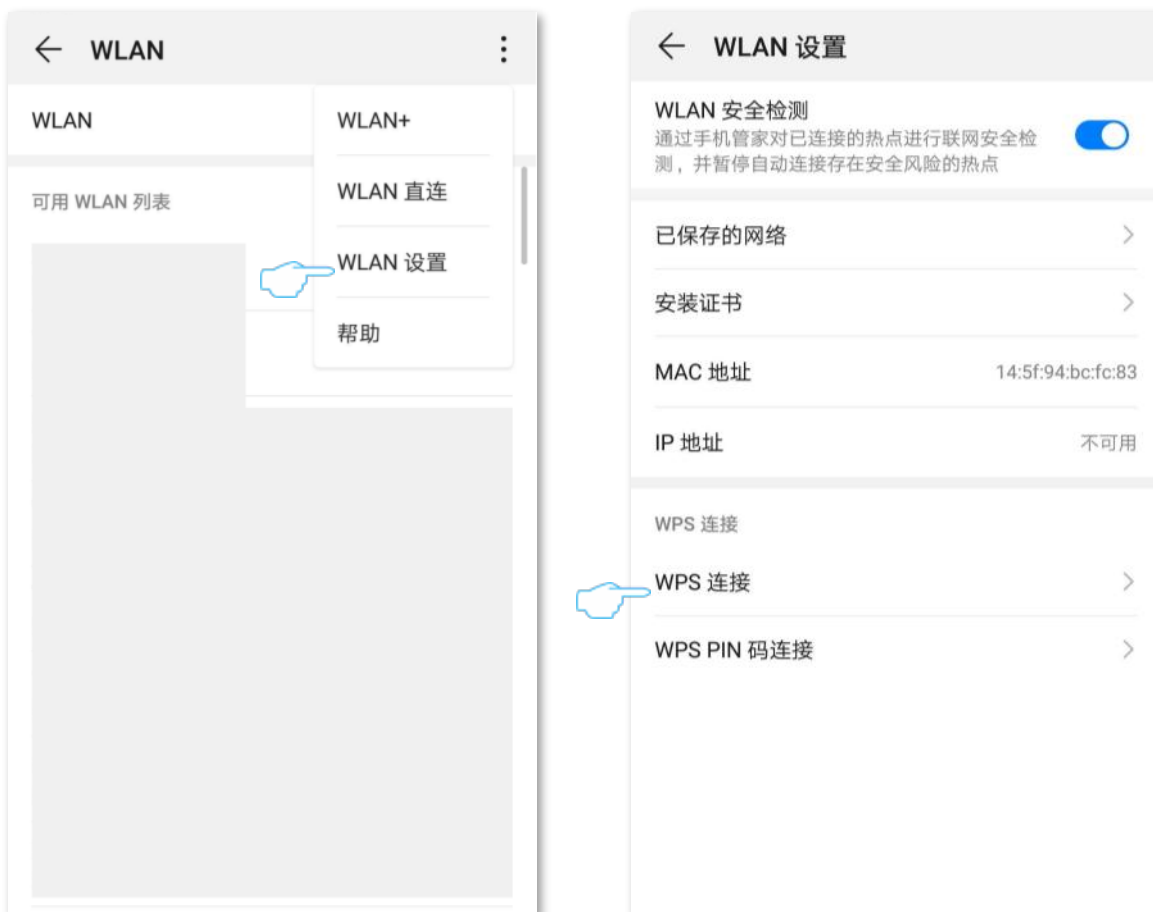 WLAN
WLAN
WLAN+
可用 WLAN 列表
WLAN 直连
WLAN 设置
帮助
WLAN 设置
WLAN 安全检测
通过手机管家对已连接的热点进行联网安全检
测，并暂停自动连接存在安全风险的热点
已保存的网络
安装证书
MAC 地址 14:5f:94:bc:fc:83
IP 地址 不可用
WPS 连接
WPS 连接
WPS PIN 码连接